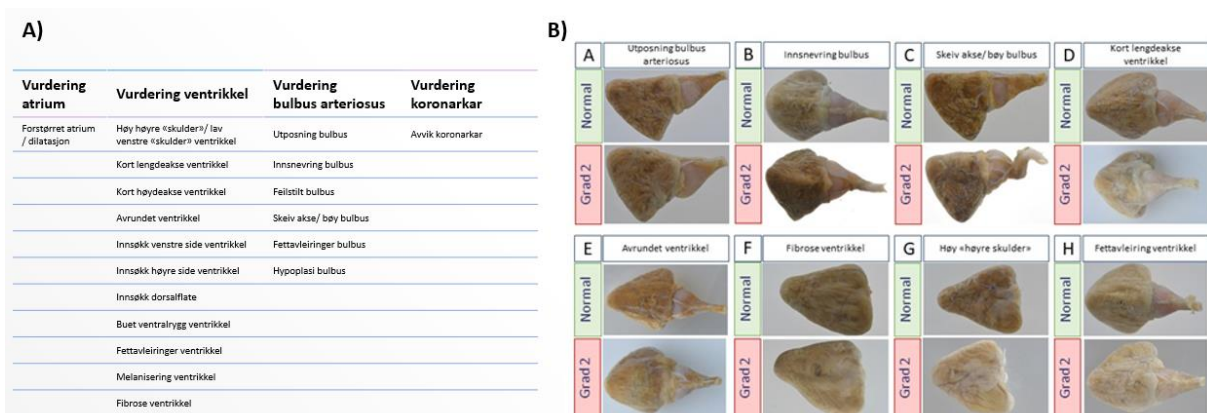 A)
Vurdering
atrium
Vurdering ventrikkel
Vurdering
bulbus arteriosus
Vurdering
koronarkar
Forstørret atrium
/ dilatasjon
Høy høyre «skulder»/ lav
venstre «skulder» ventrikkel
Utposning bulbus
Avvik koronarkar
Kort lengdeakse ventrikkel
Innsnevring bulbus
Kort høydeakse ventrikkel
Feilstilt bulbus
Avrundet ventrikkel
Skeiv akse/ bøy bulbus
Innsøkk venstre side ventrikkel
Fettavleiringer bulbus
Innsøkk høyre side ventrikkel
Hypoplasi bulbus
Innsøkk dorsalflate
Buet ventralrygg ventrikkel
Fettavleiringer ventrikkel
Melanisering ventrikkel
Fibrose ventrikkel
B)
A
Utposning bulbus
arteriosus
B
Innsnevring bulbus
C
Skeiv akse/ bøy bulbus
D
Kort lengdeakse
ventrikkel
Normal
Normal
Normal
Normal
Grad 2
Grad 2
Grad 2
Grad 2
E
Avrundet ventrikkel
F
Fibrose ventrikkel
G
Høy «høyre skulder»
H
Fettavleiring ventrikkel
Normal
Normal
Normal
Normal
Grad 2
Grad 2
Grad 2
Grad 2